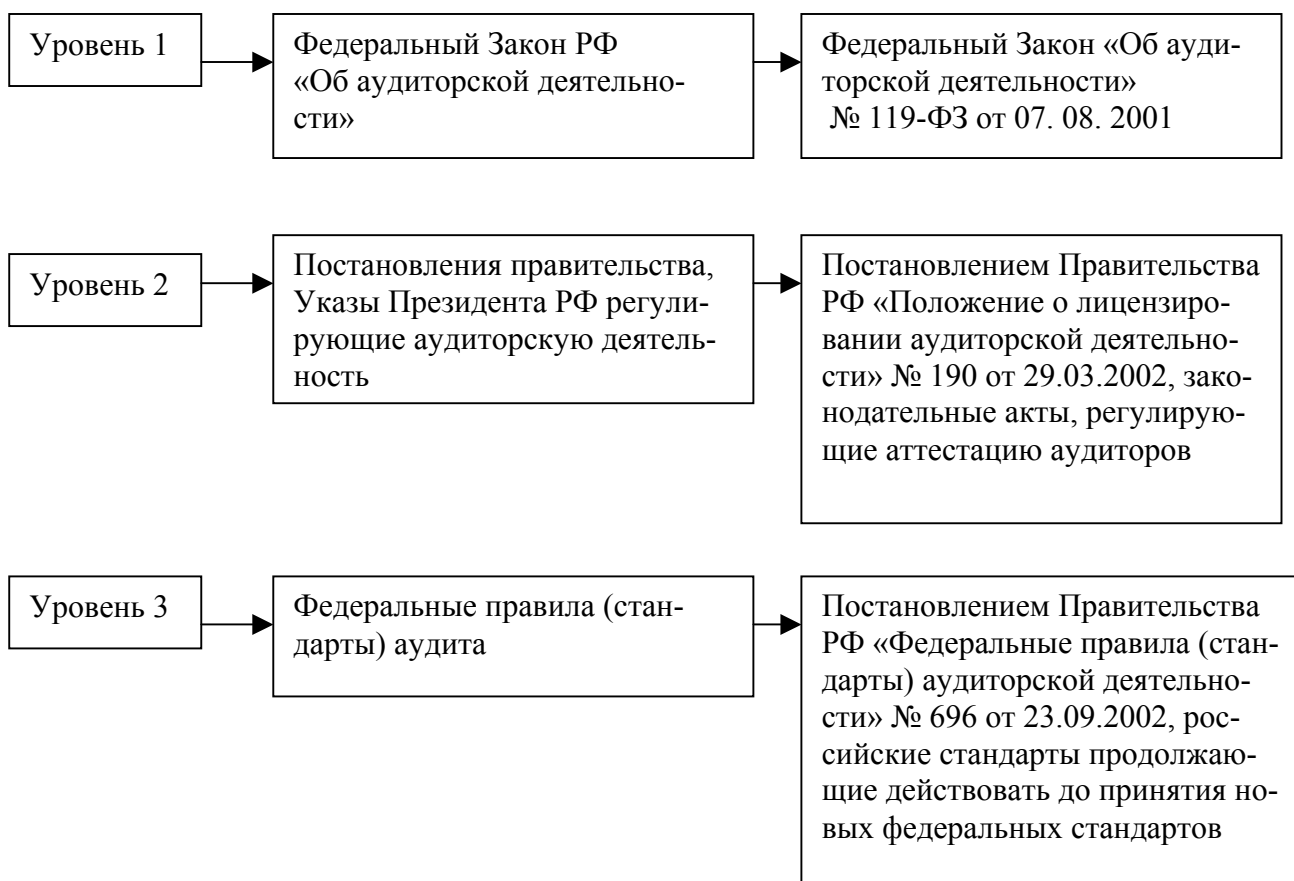 Уровень 1
Федеральный Закон РФ
«Об аудиторской деятельно-
сти»
Федеральный Закон «Об ауди-
торской деятельности»
№ 119-ФЗ от 07. 08. 2001
Уровень 2
Постановления правительства,
Указы Президента РФ регули-
рующие аудиторскую деятель-
ность
Постановлением Правительства
РФ «Положение о лицензиро-
вании аудиторской деятельно-
сти» № 190 от 29.03.2002, зако-
нодательные акты, регулирую-
щие аттестацию аудиторов
Уровень 3
Федеральные правила (стан-
дарты) аудита
Постановлением Правительства
РФ «Федеральные правила (стан-
дарты) аудиторской деятельно-
сти» № 696 от 23.09.2002, рос-
сийские стандарты продолжаю-
щие действовать до принятия но-
вых федеральных стандартов